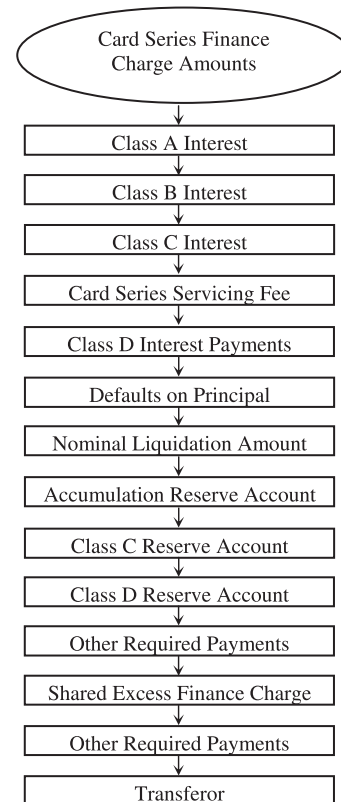 Card Series Finance
Charge Amounts
Class A Interest
Class B Interest
Class C Interest
Card Series Servicing Fee
Class D Interest Payments
Defaults on Principal
Nominal Liquidation Amount
Accumulation Reserve Account
Class C Reserve Account
Class D Reserve Account
Other Required Payments
Shared Excess Finance Charge
Other Required Payments
Transferor